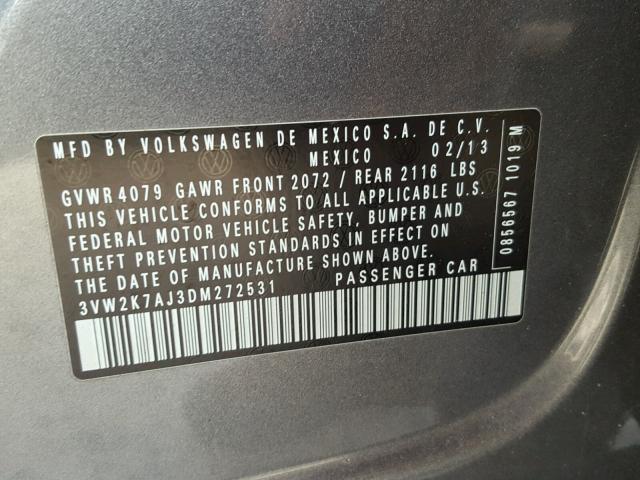 MFD BY VOLKSWAGEN DE MEXICO S.A. DE C.V.
MEXICO 02/13
GVWR 4079 GAWR FRONT 2072 / REAR 2116 LBS
THIS VEHICLE CONFORMS TO ALL APPLICABLE U.S.
FEDERAL MOTOR VEHICLE SAFETY, BUMPER AND
THEFT PREVENTION STANDARDS IN EFFECT ON
THE DATE OF MANUFACTURE SHOWN ABOVE.
3VW2K7AJ3DM272531 PASSENGER CAR
0856567 1019 M